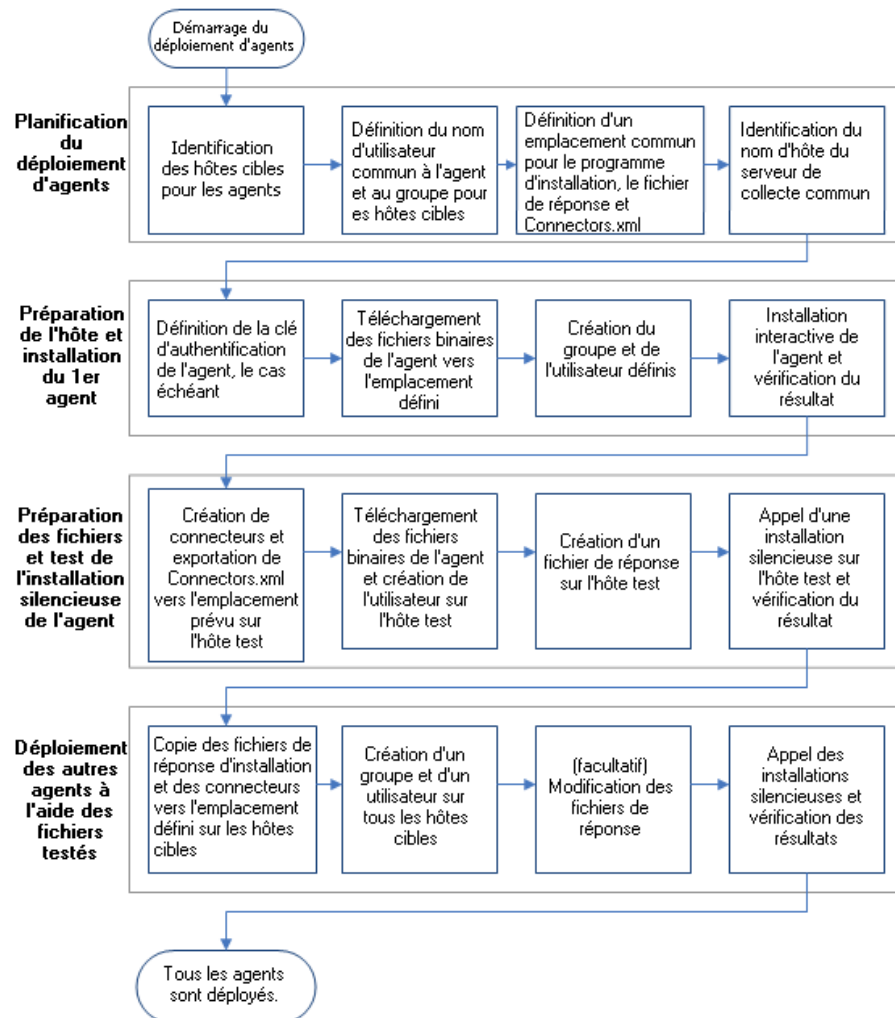 Démarrage du
déploiement d'agents
Planification
du
déploiement
d'agents
Identification
des hôtes cibles
pour les agents
Définition du nom
d'utilisateur
commun à l'agent
et au groupe pour
es hôtes cibles
Définition d'un
emplacement commun
pour le programme
d'installation, le fichier
de réponse et
Connectors.xml
Identification du
nom d'hôte du
serveur de
collecte commun
Préparation
de l'hôte et
installation
du 1er
agent
Définition de la clé
d'authentification
de l'agent, le cas
échéant
Téléchargement
des fichiers binaires
de l'agent vers
l'emplacement
défini
Création du
groupe et de
l'utilisateur définis
Installation
interactive de
l'agent et
vérification du
résultat
Préparation
des fichiers
et test de
l'installation
silencieuse
de l'agent
Création de
connecteurs et
exportation de
Connectors.xml
vers l'emplacement
prévu sur
l'hôte test
Téléchargement
des fichiers
binaires de l'agent
et création de
l'utilisateur sur
l'hôte test
Création d'un
fichier de réponse
sur l'hôte test
Appel d'une
installation
silencieuse sur
l'hôte test et
vérification du
résultat
Déploiement
des autres
agents à
l'aide des
fichiers
testés
Copie des fichiers de
réponse d'installation
et des connecteurs
vers l'emplacement
défini sur les hôtes
cibles
Création d'un
groupe et d'un
utilisateur sur
tous les hôtes
cibles
(facultatif)
Modification des
fichiers de
réponse
Appel des
installations
silencieuses et
vérification des
résultats
Tous les agents
sont déployés.